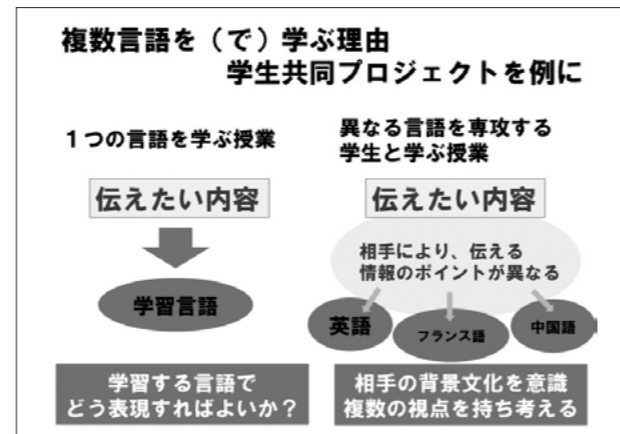 複数言語を（で）学ぶ理由
学生共同プロジェクトを例に
１つの言語を学ぶ授業
伝えたい内容
学習言語
学習する言語で
どう表現すればよいか？
異なる言語を専攻する
学生と学ぶ授業
伝えたい内容
相手により、伝える
情報のポイントが異なる
英語
フランス語
中国語
相手の背景文化を意識
複数の視点を持ち考える